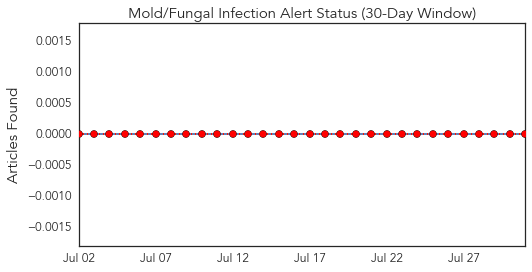 Mold/Fungal Infection Alert Status (30-Day Window)
Articles Found
0.0015
0.0010
0.0005
0.0000
−0.0005
−0.0010
−0.0015
Jul 02 Jul 07 Jul 12 Jul 17 Jul 22 Jul 27